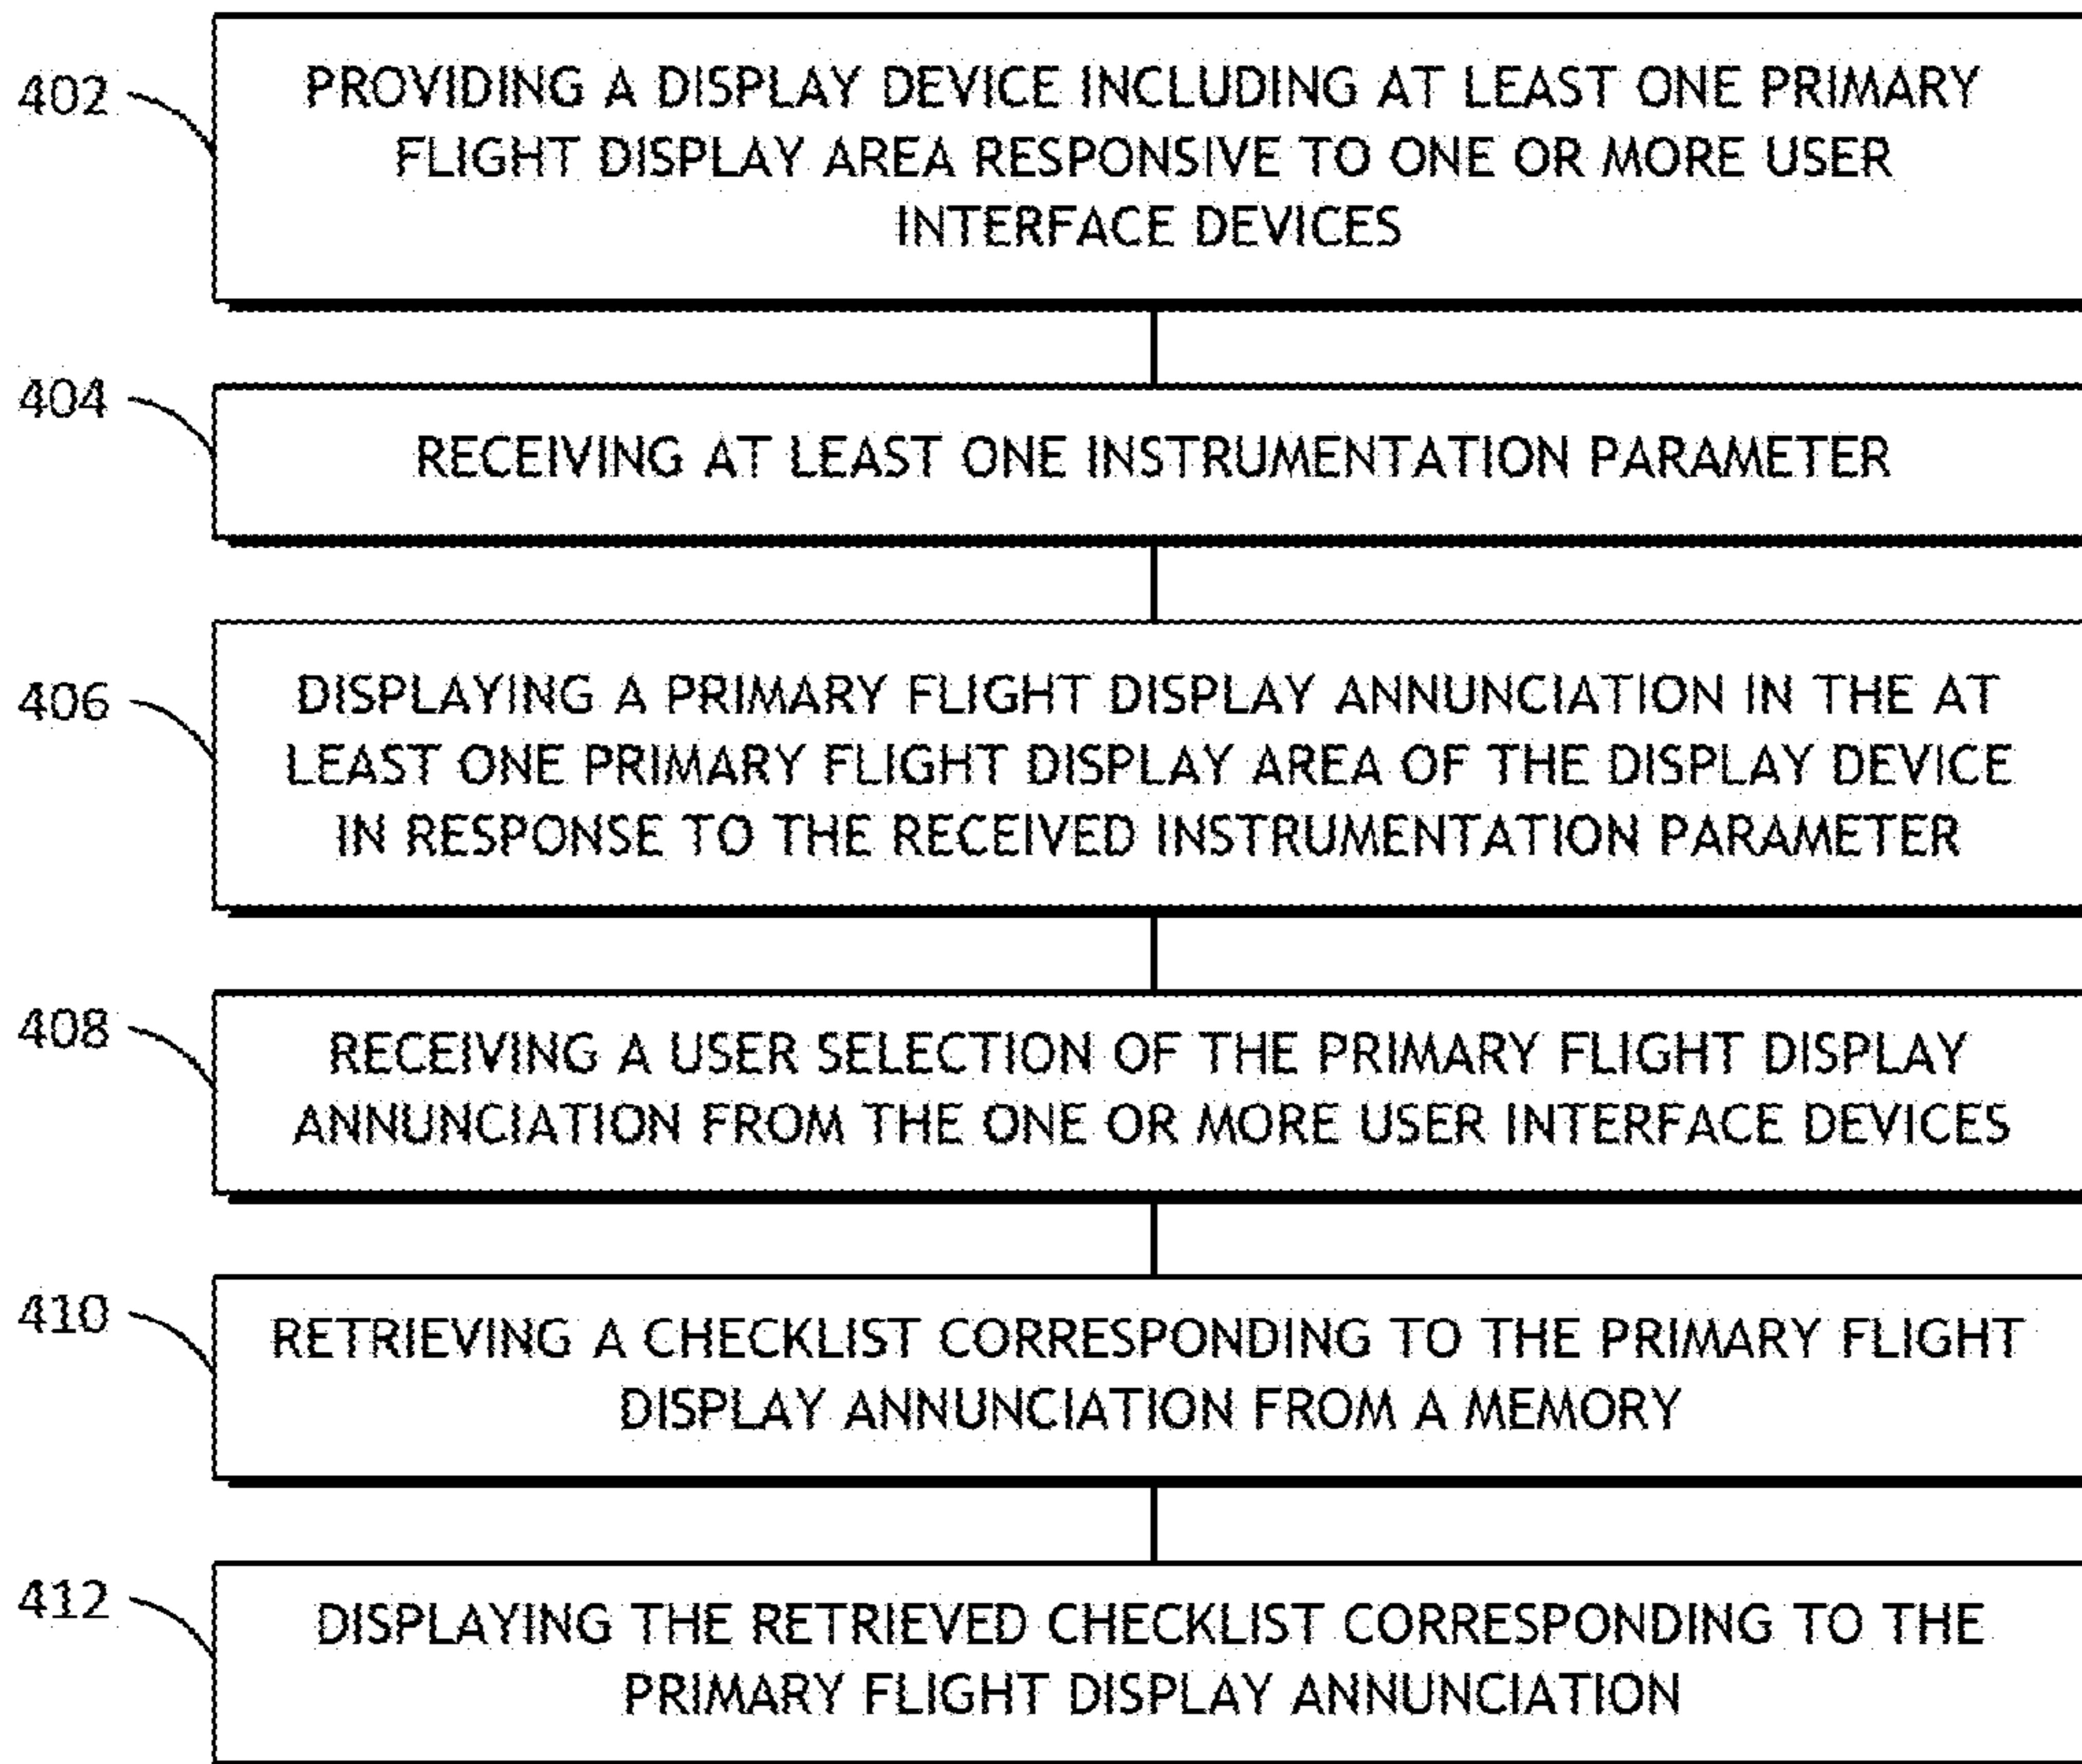 402
PROVIDING A DISPLAY DEVICE INCLUDING AT LEAST ONE PRIMARY
FLIGHT DISPLAY AREA RESPONSIVE TO ONE OR MORE USER
INTERFACE DEVICES
404
RECEIVING AT LEAST ONE INSTRUMENTATION PARAMETER
406
DISPLAYING A PRIMARY FLIGHT DISPLAY ANNUNCIATION IN THE AT
LEAST ONE PRIMARY FLIGHT DISPLAY AREA OF THE DISPLAY DEVICE
IN RESPONSE TO THE RECEIVED INSTRUMENTATION PARAMETER
408
RECEIVING A USER SELECTION OF THE PRIMARY FLIGHT DISPLAY
ANNUNCIATION FROM THE ONE OR MORE USER INTERFACE DEVICES
410
RETRIEVING A CHECKLIST CORRESPONDING TO THE PRIMARY FLIGHT
DISPLAY ANNUNCIATION FROM A MEMORY
412
DISPLAYING THE RETRIEVED CHECKLIST CORRESPONDING TO THE
PRIMARY FLIGHT DISPLAY ANNUNCIATION